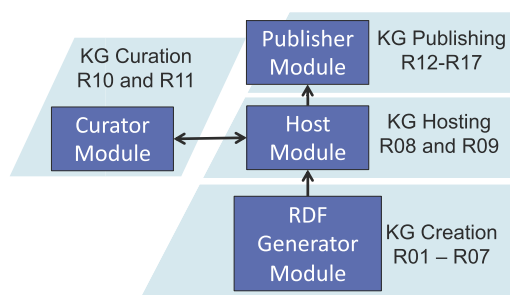 Publisher
Module
KG Publishing
R12-R17
KG Curation
R10 and R11
Curator
Module
Host
Module
KG Hosting
R08 and R09
RDF
Generator
Module
KG Creation
R01 – R07